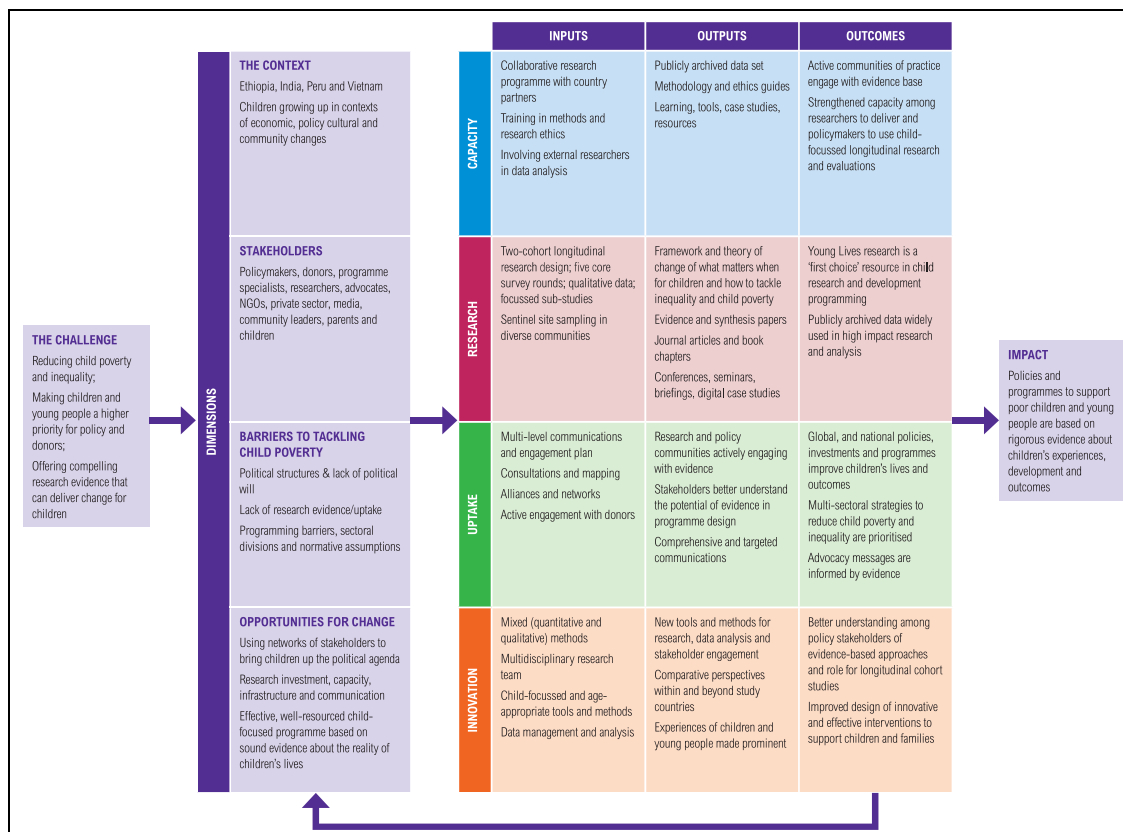 THE CHALLENGE
Reducing child poverty
and inequality;
Making children and
young people a higher
priority for policy and
donors;
Offering compelling
research evidence that
can deliver change for
children
DIMENSIONS
THE CONTEXT
Ethiopia, India, Peru and Vietnam
Children growing up in contexts
of economic, policy cultural and
community changes
STAKEHOLDERS
Policymakers, donors, programme
specialists, researchers, advocates,
NGOs, private sector, media,
community leaders, parents and
children
BARRIERS TO TACKLING
CHILD POVERTY
Political structures & lack of political
will
Lack of research evidence/uptake
Programming barriers, sectoral
divisions and normative assumptions
OPPORTUNITIES FOR CHANGE
Using networks of stakeholders to
bring children up the political agenda
Research investment, capacity,
infrastructure and communication
Effective, well-resourced child-
focused programme based on
sound evidence about the reality of
children's lives
INPUTS
OUTPUTS
OUTCOMES
CAPACITY
Collaborative research
programme with country
partners
Training in methods and
research ethics
Involving external researchers
in data analysis
Publicly archived data set
Methodology and ethics guides
Learning, tools, case studies,
resources
Active communities of practice
engage with evidence base
Strengthened capacity among
researchers to deliver and
policymakers to use child-
focussed longitudinal research
and evaluations
RESEARCH
Two-cohort longitudinal
research design; five core
survey rounds; qualitative data;
focussed sub-studies
Sentinel site sampling in
diverse communities
Framework and theory of
change of what matters when
for children and how to tackle
inequality and child poverty
Evidence and synthesis papers
Journal articles and book
chapters
Conferences, seminars,
briefings, digital case studies
Young Lives research is a
'first choice' resource in child
research and development
programming
Publicly archived data widely
used in high impact research
and analysis
UPTAKE
Multi-level communications
and engagement plan
Consultations and mapping
Alliances and networks
Active engagement with donors
Research and policy
communities actively engaging
with evidence
Stakeholders better understand
the potential of evidence in
programme design
Comprehensive and targeted
communications
Global, and national policies,
investments and programmes
improve children's lives and
outcomes
Multi-sectoral strategies to
reduce child poverty and
inequality are prioritised
Advocacy messages are
informed by evidence
INNOVATION
Mixed (quantitative and
qualitative) methods
Multidisciplinary research
team
Child-focussed and age-
appropriate tools and methods
Data management and analysis
New tools and methods for
research, data analysis and
stakeholder engagement
Comparative perspectives
within and beyond study
countries
Experiences of children and
young people made prominent
Better understanding among
policy stakeholders of
evidence-based approaches
and role for longitudinal cohort
studies
Improved design of innovative
and effective interventions to
support children and families
IMPACT
Policies and
programmes to support
poor children and young
people are based on
rigorous evidence about
children's experiences,
development and
outcomes